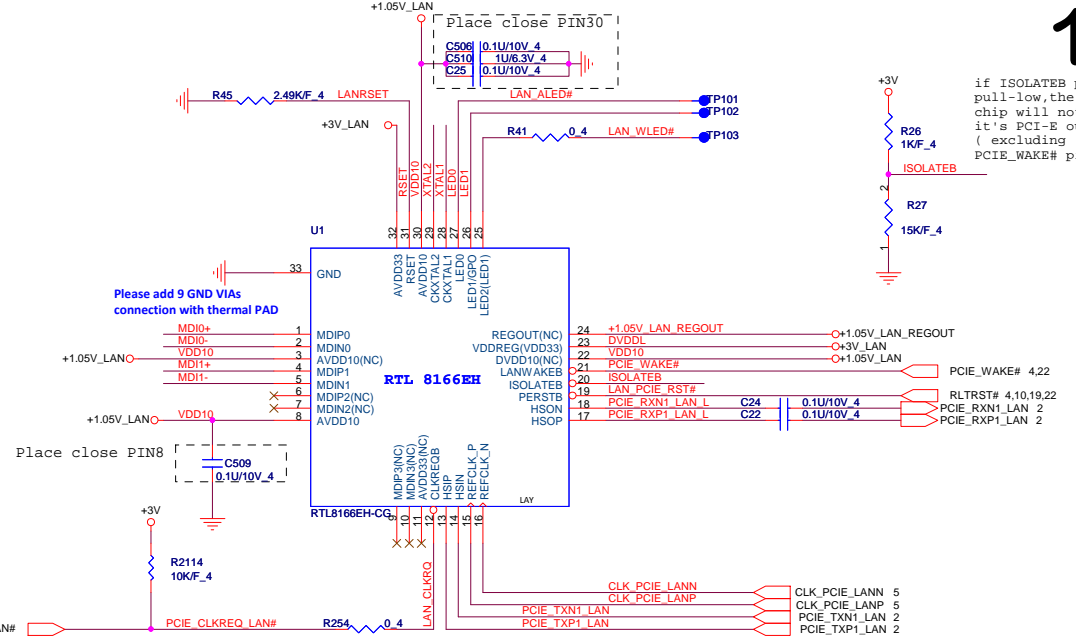 +1.05V_LAN
Place close PIN30
C506 0.1U/10V_4
C510 1U/6.3V_4
C25 0.1U/10V_4
R45 2.49K/F_4 LANRSET
LAN_ALED#
TP101
TP102
+3V_LAN
R41 0_4 LAN_WLED#
TP103
+3V
R26
1K/F_4
ISOLATEB
2
R27
15K/F_4
1
if ISOLATEB p
pull-low,the
chip will no
it's PCI-E ou
( excluding
PCIE_WAKE# p
1
RSET
VDD10
XTAL2
XTAL1
LED0
LED1
32
31
30
29
28
27
26
25
U1
AVDD33
RSET
AVDD10
CKXTAL2
CKXTAL1
LED0
LED1/GPO
LED2(LED1)
33 GND
Please add 9 GND VIAs
connection with thermal PAD
MDI0+ 1 MDIP0
MDI0- 2 MDIN0
+1.05V_LAN VDD10 3 AVDD10(NC)
MDI1+ 4 MDIP1
MDI1- 5 MDIN1
6 MDIP2(NC)
7 MDIN2(NC)
+1.05V_LAN VDD10 8 AVDD10
RTL 8166EH
REGOUT(NC) 24 +1.05V_LAN_REGOUT +1.05V_LAN_REGOUT
VDDREG(VDD33) 23 DVDDL +3V_LAN
DVDD10(NC) 22 VDD10 +1.05V_LAN
LANWAKEB 21 PCIE_WAKE# PCIE_WAKE# 4,22
ISOLATEB 20 ISOLATEB
PERSTB 19 LAN_PCIE_RST# RLTRST# 4,10,19,22
HSON 18 PCIE_RXN1_LAN_L C24 0.1U/10V_4 PCIE_RXN1_LAN 2
HSOP 17 PCIE_RXP1_LAN_L C22 0.1U/10V_4 PCIE_RXP1_LAN 2
Place close PIN8
C509
0.1U/10V_4
MDIP3(NC)
MDIN3(NC)
AVDD33(NC)
CLKREQB
HSIP
HSIN
REFCLK_P
REFCLK_N
LAY
RTL8166EH-CG
9
10
11
12
13
14
15
16
+3V
R2114
10K/F_4
LAN_CLKRQ
CLK_PCIE_LANN CLK_PCIE_LANN 5
CLK_PCIE_LANP CLK_PCIE_LANP 5
PCIE_TXN1_LAN PCIE_TXN1_LAN 2
PCIE_TXP1_LAN PCIE_TXP1_LAN 2
AN# PCIE_CLKREQ_LAN# R254 0_4